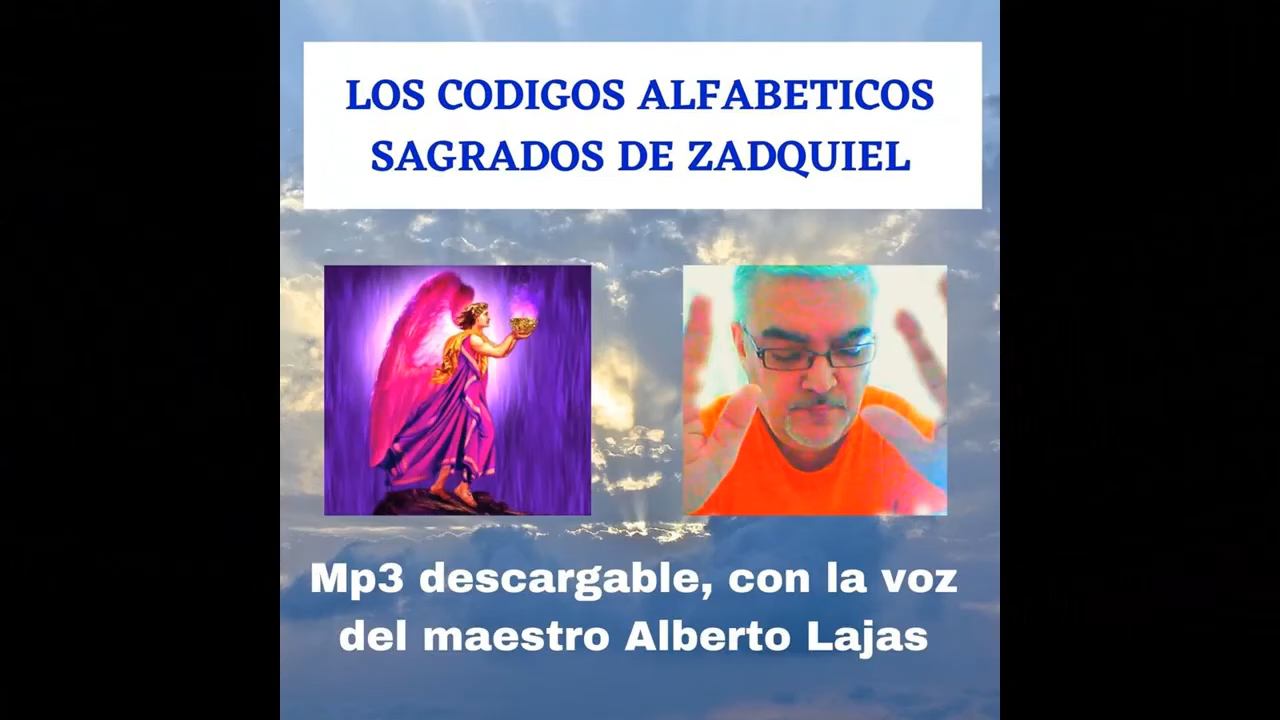 LOS CODIGOS ALFABETICOS
SAGRADOS DE ZADQUIEL
Mp3 descargable, con la voz
del maestro Alberto Lajas